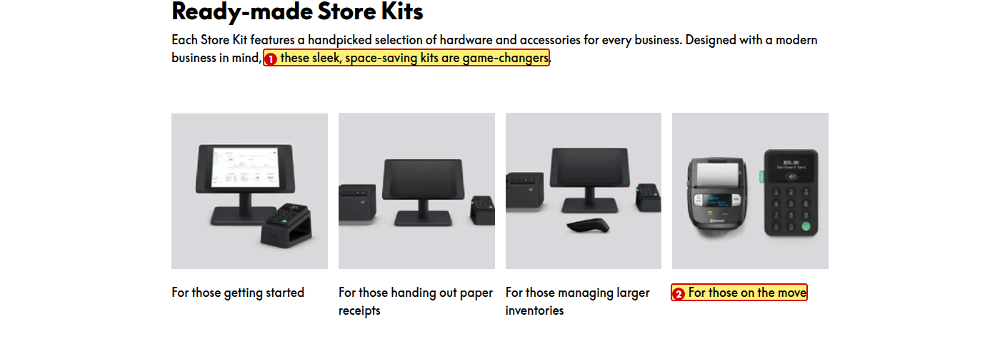 Ready-made Store Kits
Each Store Kit features a handpicked selection of hardware and accessories for every business. Designed with a modern
business in mind, 1 these sleek, space-saving kits are game-changers.
$25.00
For those getting started
For those handing out paper
receipts
For those managing larger
inventories
2 For those on the move